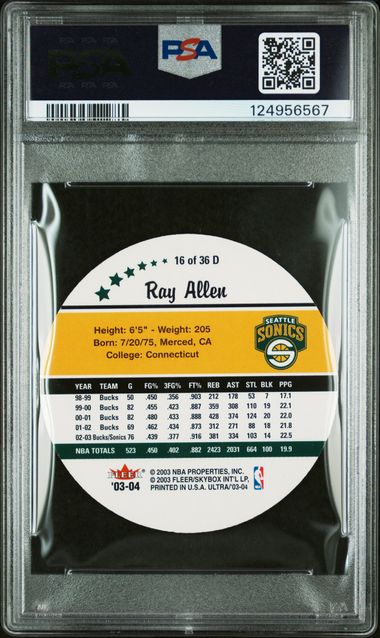 PSA
PSA
124956567
16 of 36 D
Ray Allen
Height: 6'5" - Weight: 205
Born: 7/20/75, Merced, CA
College: Connecticut
SEATTLE
SONICS
YEAR TEAM G FG% 3FG% FT% REB AST STL BLK PPG
98-99 Bucks 50 .450 .356 .903 212 178 53 7 17.1
99-00 Bucks 82 .455 .423 .887 359 308 110 19 22.1
00-01 Bucks 82 .480 .433 .888 428 374 124 20 22.0
01-02 Bucks 69 .462 .434 .873 312 271 88 18 21.8
02-03 Bucks/Sonics 76 .439 .377 .916 381 334 103 14 22.5
NBA TOTALS 523 .450 .402 .882 2423 2031 664 100 19.9
FLEER
'03-04
© 2003 NBA PROPERTIES, INC.
© 2003 FLEER/SKYBOX INT'L LP,
PRINTED IN U.S.A. ULTRA/'03-04